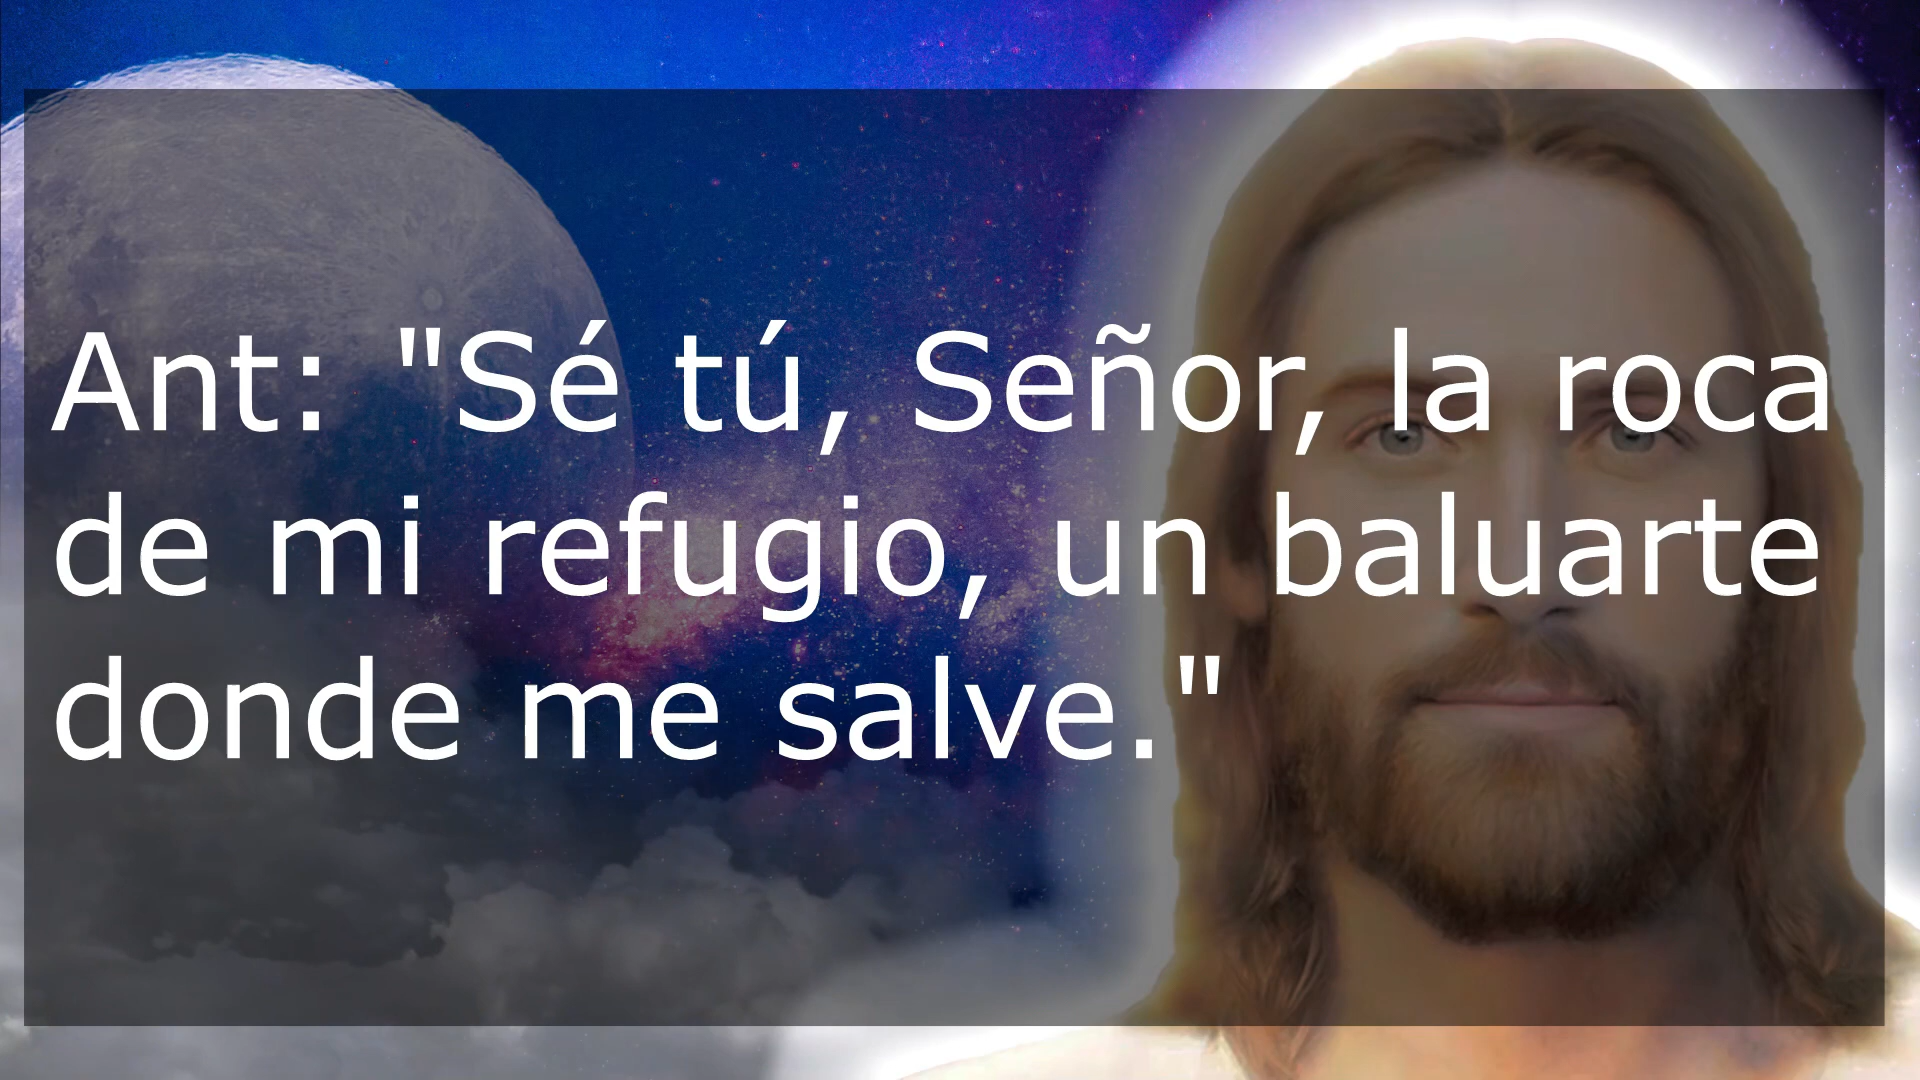 Ant: "Sé tú, Señor, la roca
de mi refugio, un baluarte
donde me salve."